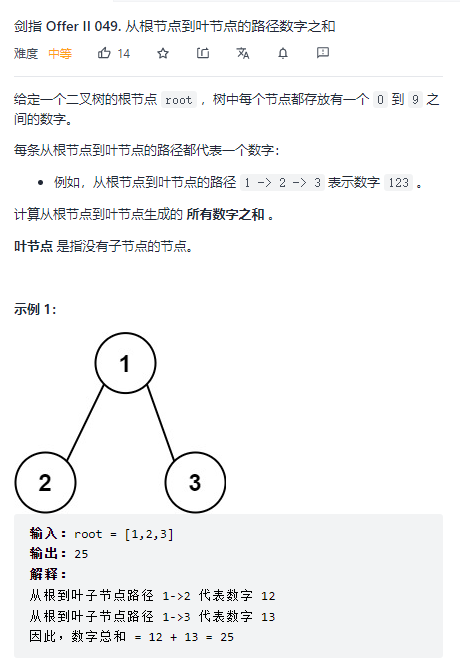 剑指 Offer II 049. 从根节点到叶节点的路径数字之和
难度 中等 14
给定一个二叉树的根节点 root ，树中每个节点都存放有一个 0 到 9 之
间的数字。
每条从根节点到叶节点的路径都代表一个数字：
• 例如，从根节点到叶节点的路径 1 -> 2 -> 3 表示数字 123 。
计算从根节点到叶节点生成的 所有数字之和 。
叶节点 是指没有子节点的节点。
示例 1：
1
2 3
输入：root = [1,2,3]
输出：25
解释：
从根到叶子节点路径 1->2 代表数字 12
从根到叶子节点路径 1->3 代表数字 13
因此，数字总和 = 12 + 13 = 25